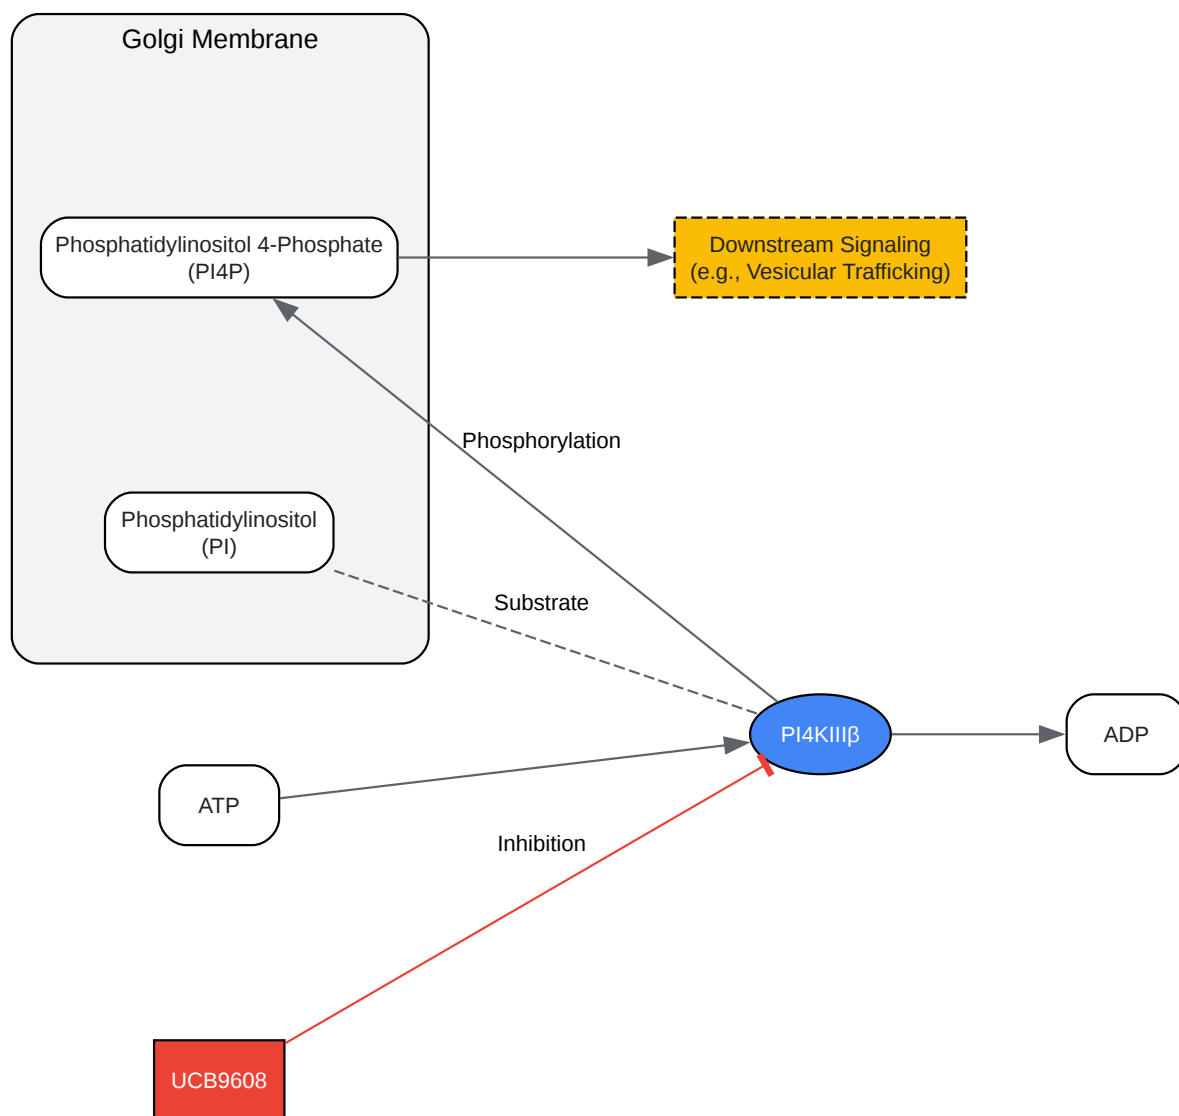 Golgi Membrane
Phosphatidylinositol 4-Phosphate
(PI4P)
Downstream Signaling
(e.g., Vesicular Trafficking)
Phosphorylation
Phosphatidylinositol
(PI)
Substrate
PI4KIIIβ
ADP
ATP
Inhibition
UCB9608